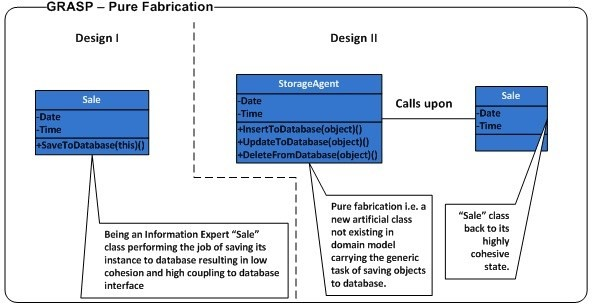 GRASP – Pure Fabrication
Design I
Design II
Sale
-Date
-Time
+SaveToDatabase(this)()
StorageAgent
-Date
-Time
+InsertToDatabase(object)()
+UpdateToDatabase(object)()
+DeleteFromDatabase(object)()
Calls upon
Sale
-Date
-Time
Being an Information Expert “Sale”
class performing the job of saving its
instance to database resulting in low
cohesion and high coupling to database
interface
Pure fabrication i.e. a
new artificial class
not existing in
domain model
carrying the generic
task of saving objects
to database.
“Sale” class
back to its
highly
cohesive
state.